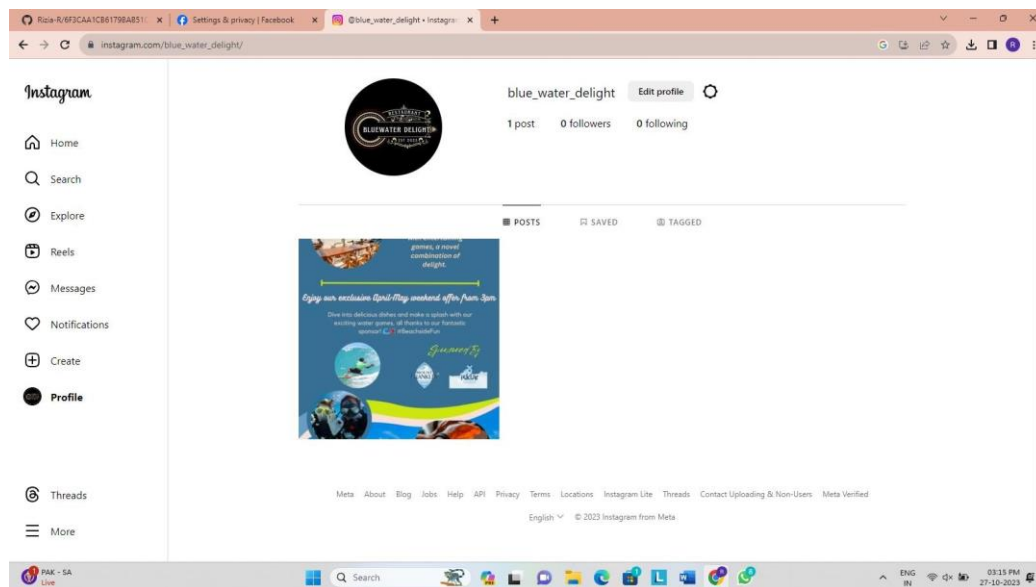 Rizia-R/6F3CAA1CB61798A851
Settings & privacy | Facebook
@blue_water_delight • Instagra
instagram.com/blue_water_delight/
Instagram
Home
Search
Explore
Reels
Messages
Notifications
Create
Profile
Threads
More
RESTAURANT
BLUEWATER DELIGHT
blue_water_delight
Edit profile
1 post 0 followers 0 following
POSTS SAVED TAGGED
games, a novel
combination of
delight.
Enjoy our exclusive April-May weekend offer from 3pm
Dive into delicious dishes and make a splash with our
exciting water games, all thanks to our fantastic
sponsor! #BeachsideFun
Sponsored By
Meta About Blog Jobs Help API Privacy Terms Locations Instagram Lite Threads Contact Uploading & Non-Users Meta Verified
English © 2023 Instagram from Meta
PAK - SA
Live
Search
ENG
IN
03:15 PM
27-10-2023